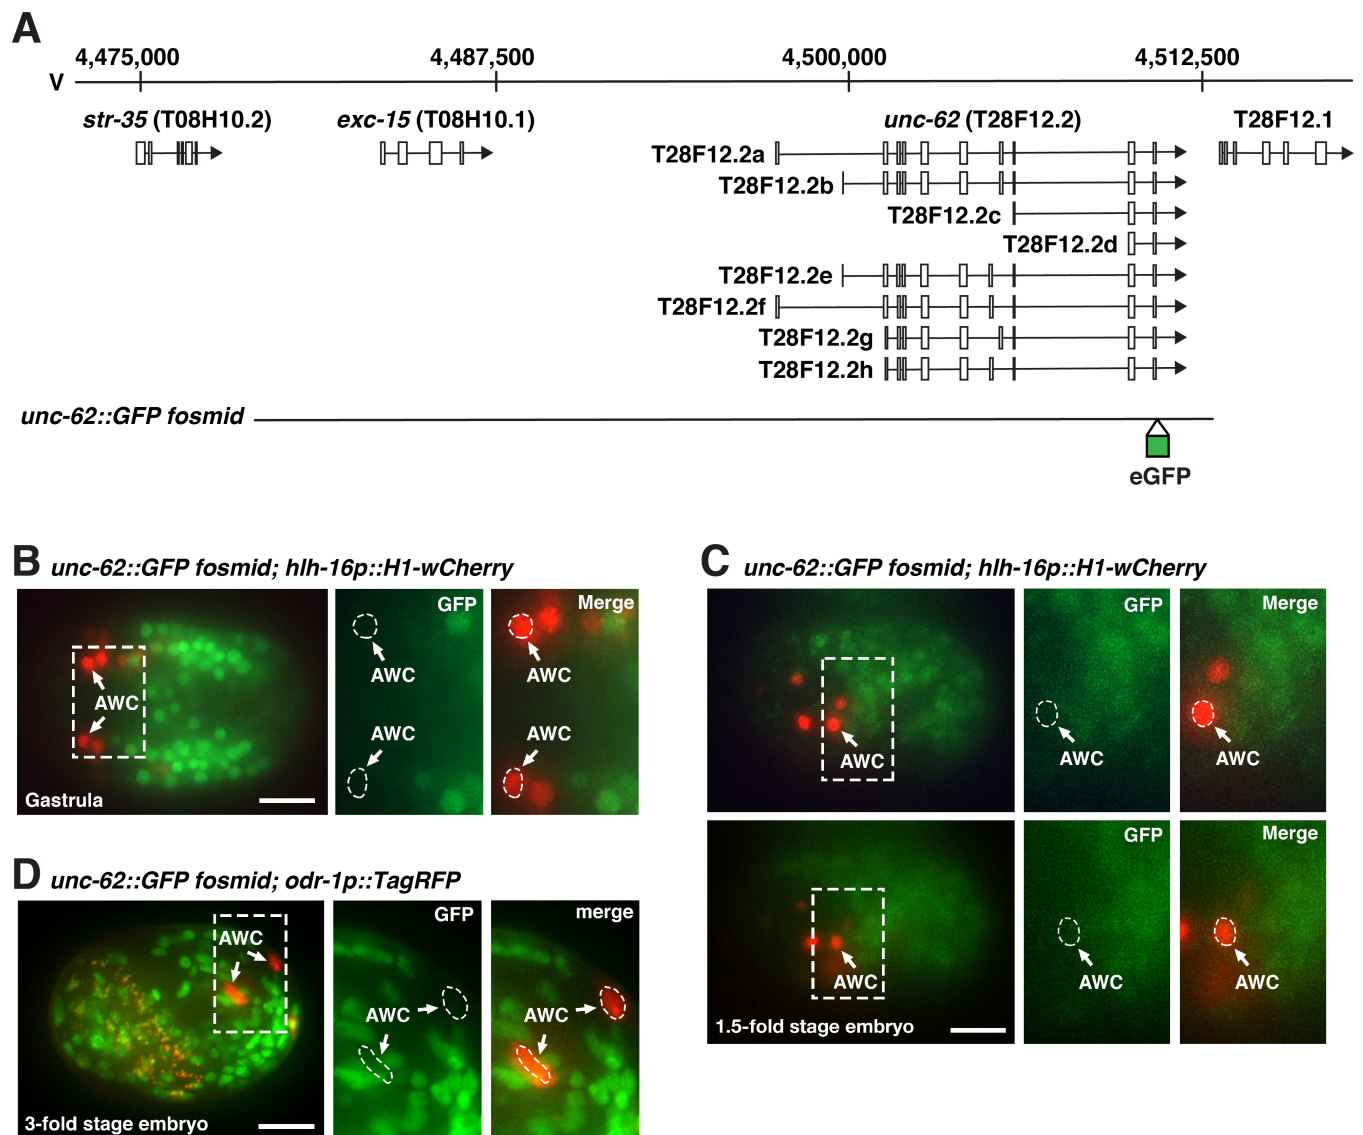 A
4,475,000 4,487,500 4,500,000 4,512,500
V
str-35 (T08H10.2) exc-15 (T08H10.1) unc-62 (T28F12.2) T28F12.1
T28F12.2a
T28F12.2b
T28F12.2c
T28F12.2d
T28F12.2e
T28F12.2f
T28F12.2g
T28F12.2h
unc-62::GFP fosmid
eGFP
B unc-62::GFP fosmid; hlh-16p::H1-wCherry
GFP Merge
AWC AWC
AWC
AWC AWC
Gastrula
C unc-62::GFP fosmid; hlh-16p::H1-wCherry
GFP Merge
AWC AWC AWC
GFP Merge
AWC AWC AWC
1.5-fold stage embryo
D unc-62::GFP fosmid; odr-1p::TagRFP
GFP merge
AWC
AWC AWC
3-fold stage embryo